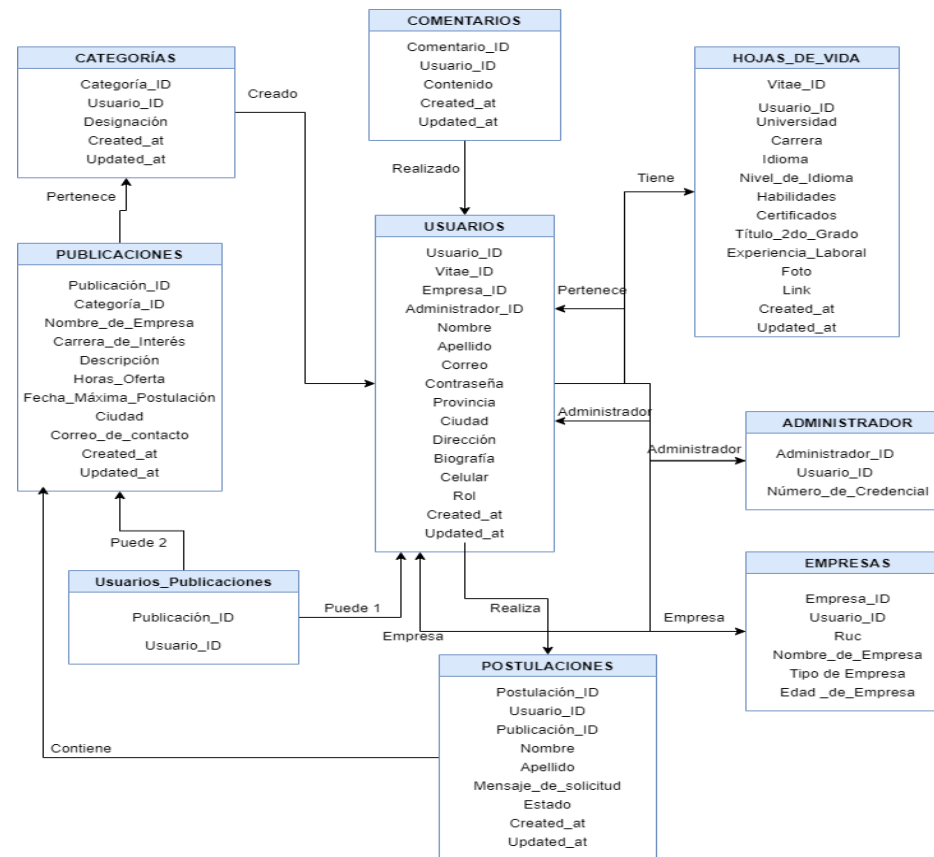 COMENTARIOS
Comentario_ID
Usuario_ID
Contenido
Created_at
Updated_at
CATEGORÍAS
Categoría_ID
Usuario_ID
Designación
Created_at
Updated_at
Creado
Realizado
Pertenece
HOJAS_DE_VIDA
Vitae_ID
Usuario_ID
Universidad
Carrera
Idioma
Nivel_de_Idioma
Habilidades
Certificados
Título_2do_Grado
Experiencia_Laboral
Foto
Link
Created_at
Updated_at
Tiene
Pertenece
PUBLICACIONES
Publicación_ID
Categoría_ID
Nombre_de_Empresa
Carrera_de_Interés
Descripción
Horas_Oferta
Fecha_Máxima_Postulación
Ciudad
Correo_de_contacto
Created_at
Updated_at
USUARIOS
Usuario_ID
Vitae_ID
Empresa_ID
Administrador_ID
Nombre
Apellido
Correo
Contraseña
Provincia
Ciudad
Dirección
Biografía
Celular
Rol
Created_at
Updated_at
Administrador
Administrador
ADMINISTRADOR
Administrador_ID
Usuario_ID
Número_de_Credencial
Puede 2
Usuarios_Publicaciones
Publicación_ID
Usuario_ID
Puede 1
Empresa
Realiza
Empresa
EMPRESAS
Empresa_ID
Usuario_ID
Ruc
Nombre_de_Empresa
Tipo de Empresa
Edad _de_Empresa
POSTULACIONES
Postulación_ID
Usuario_ID
Publicación_ID
Nombre
Apellido
Mensaje_de_solicitud
Estado
Created_at
Updated_at
Contiene